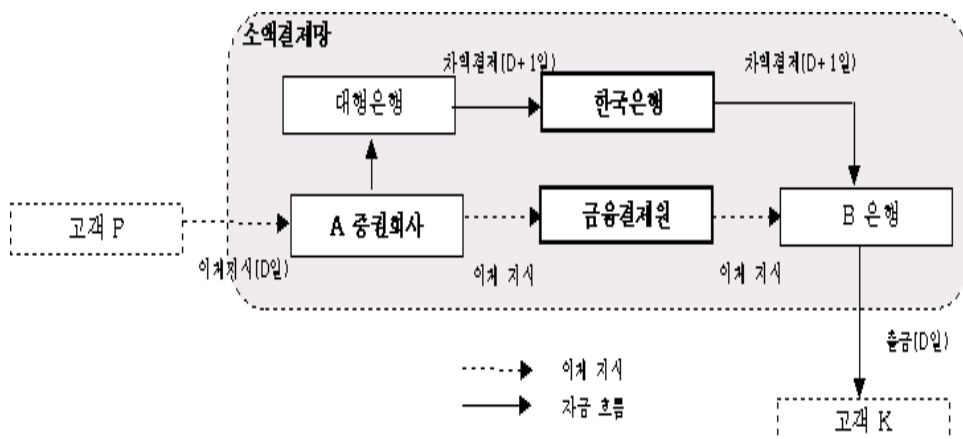 소액결제망
차액결제(D+1일)
차액결제(D+1일)
대행은행
한국은행
고객 P
A 증권회사
금융결제원
B 은행
이체지시(D일)
이체 지시
이체 지시
출금(D일)
이체 지시
자금 흐름
고객 K